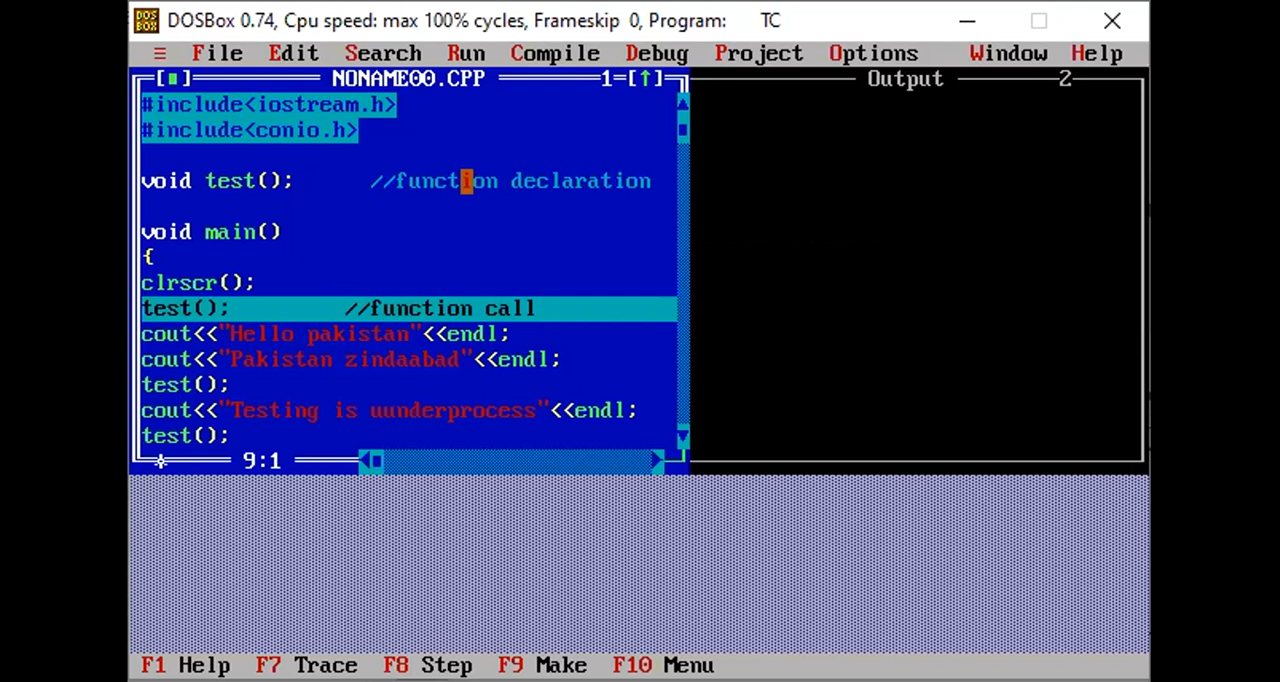 DOSBox 0.74, Cpu speed: max 100% cycles, Frameskip 0, Program: TC
≡ File Edit Search Run Compile Debug Project Options Window Help
[■] NONAME00.CPP 1=[↑] Output 2
#include<iostream.h>
#include<conio.h>
void test(); //function declaration
void main()
{
clrscr();
test(); //function call
cout<<"Hello pakistan"<<endl;
cout<<"Pakistan zindaabad"<<endl;
test();
cout<<"Testing is uunderprocess"<<endl;
test();
9:1
F1 Help F7 Trace F8 Step F9 Make F10 Menu